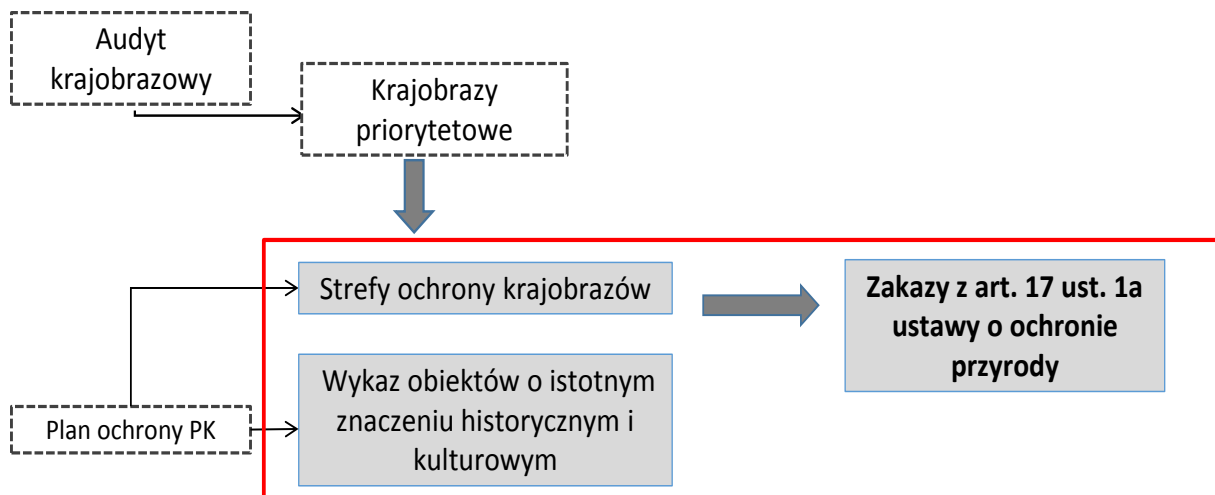 Audyt
krajobrazowy
Krajobrazy
priorytetowe
Strefy ochrony krajobrazów
Zakazy z art. 17 ust. 1a
ustawy o ochronie
przyrody
Wykaz obiektów o istotnym
znaczeniu historycznym i
kulturowym
Plan ochrony PK